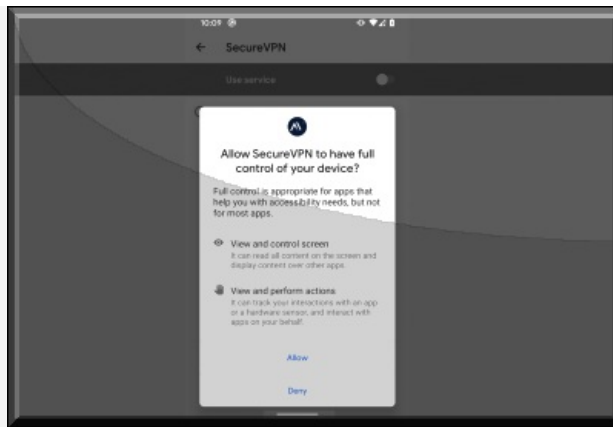 10:09
SecureVPN
Use service
Allow SecureVPN to have full
control of your device?
Full control is appropriate for apps that
help you with accessibility needs, but not
for most apps.
View and control screen
It can read all content on the screen and
display content over other apps.
View and perform actions
It can track your interactions with an app
or a hardware sensor, and interact with
apps on your behalf.
Allow
Deny